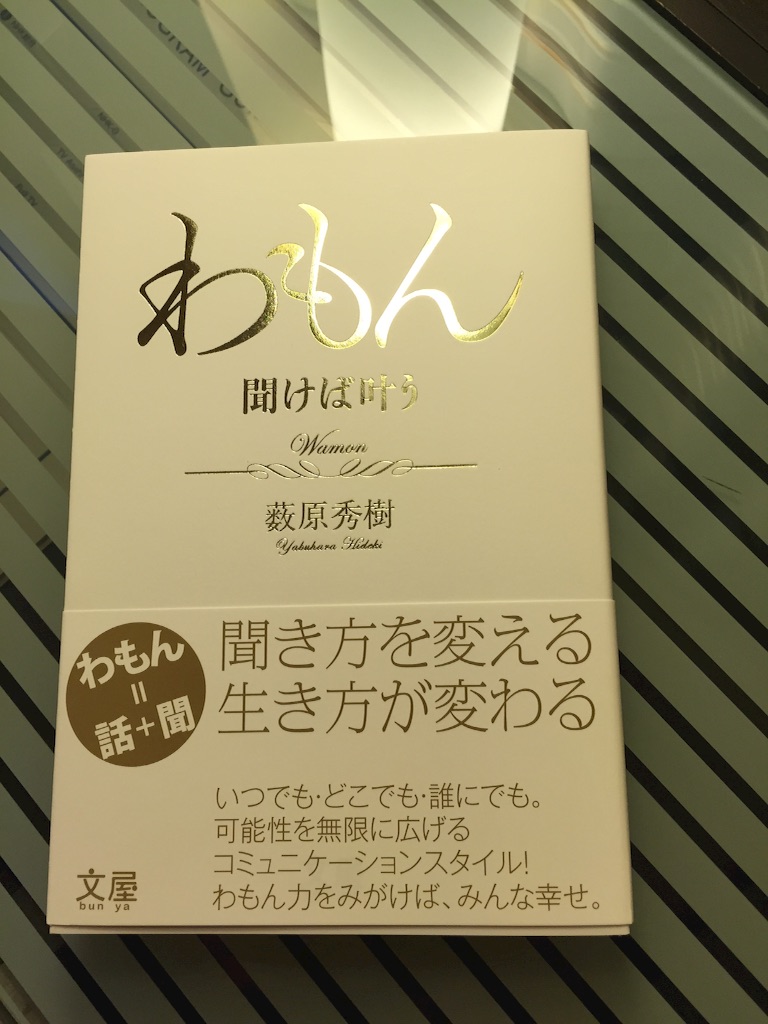 わもん
聞けば叶う
Wamon
薮原秀樹
Yabuhara Hideki
わもん
=
話+聞
聞き方を変える
生き方が変わる
いつでも・どこでも・誰にでも。
可能性を無限に広げる
コミュニケーションスタイル!
わもん力をみがけば、みんな幸せ。
文屋
bun ya